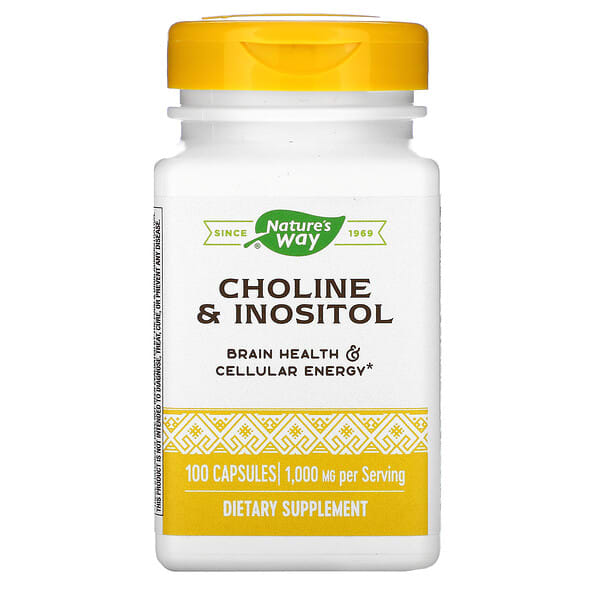 SINCE Nature's Way® 1969
CHOLINE
& INOSITOL
BRAIN HEALTH &
CELLULAR ENERGY*
100 CAPSULES | 1,000 MG per Serving
DIETARY SUPPLEMENT
THIS PRODUCT IS NOT INTENDED TO DIAGNOSE, TREAT, CURE, OR PREVENT ANY DISEASE.